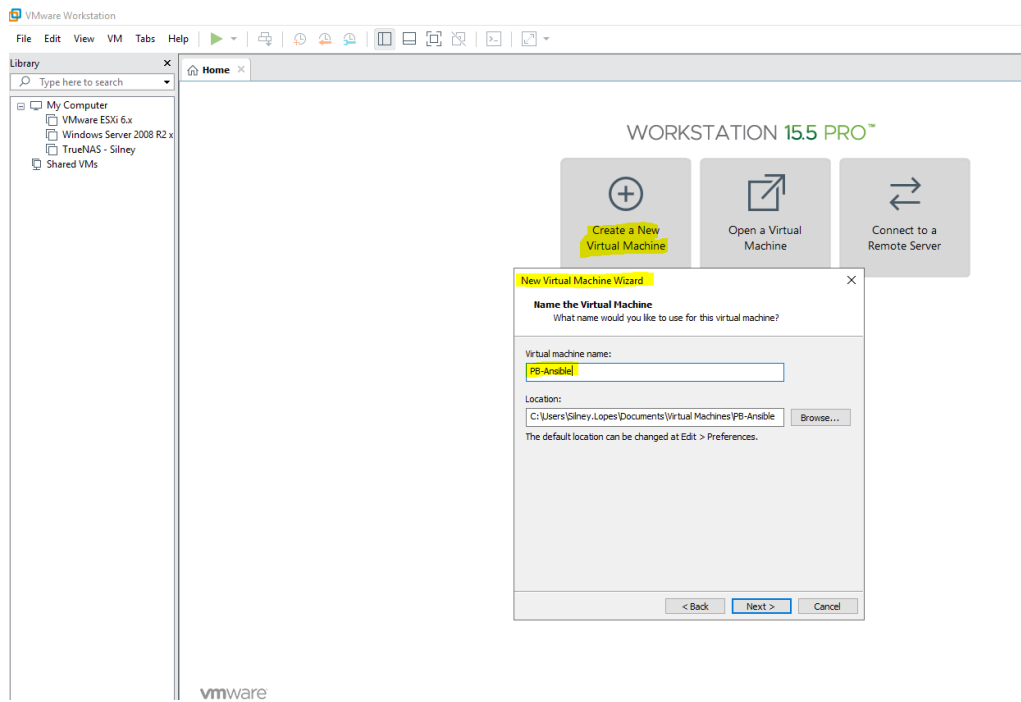 VMware Workstation
File Edit View VM Tabs Help
Library
Home
Type here to search
My Computer
VMware ESXi 6.x
Windows Server 2008 R2 x
TrueNAS - Silney
Shared VMs
WORKSTATION 15.5 PRO™
Create a New
Virtual Machine
Open a Virtual
Machine
Connect to a
Remote Server
New Virtual Machine Wizard
Name the Virtual Machine
What name would you like to use for this virtual machine?
Virtual machine name:
PB-Ansible
Location:
C:\Users\Silney.Lopes\Documents\Virtual Machines\PB-Ansible
Browse...
The default location can be changed at Edit > Preferences.
< Back Next > Cancel
vmware